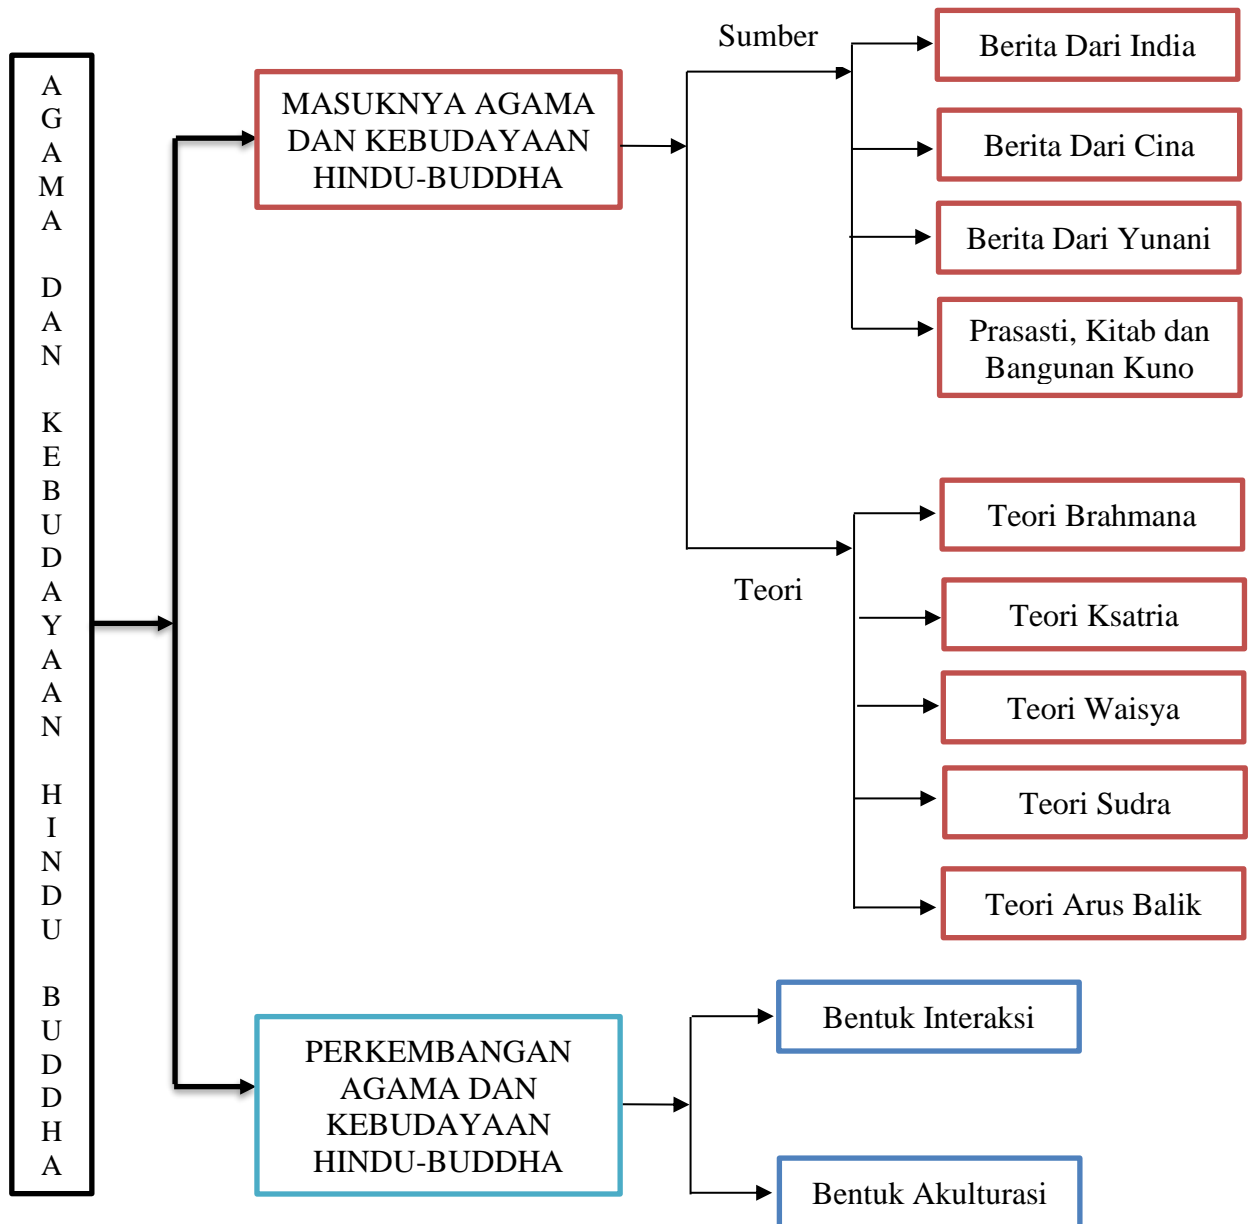 AGAMA DAN KEBUDAYAAN HINDU BUDDHA
MASUKNYA AGAMA
DAN KEBUDAYAAN
HINDU-BUDDHA
Sumber
Berita Dari India
Berita Dari Cina
Berita Dari Yunani
Prasasti, Kitab dan
Bangunan Kuno
Teori
Teori Brahmana
Teori Ksatria
Teori Waisya
Teori Sudra
Teori Arus Balik
PERKEMBANGAN
AGAMA DAN
KEBUDAYAAN
HINDU-BUDDHA
Bentuk Interaksi
Bentuk Akulturasi